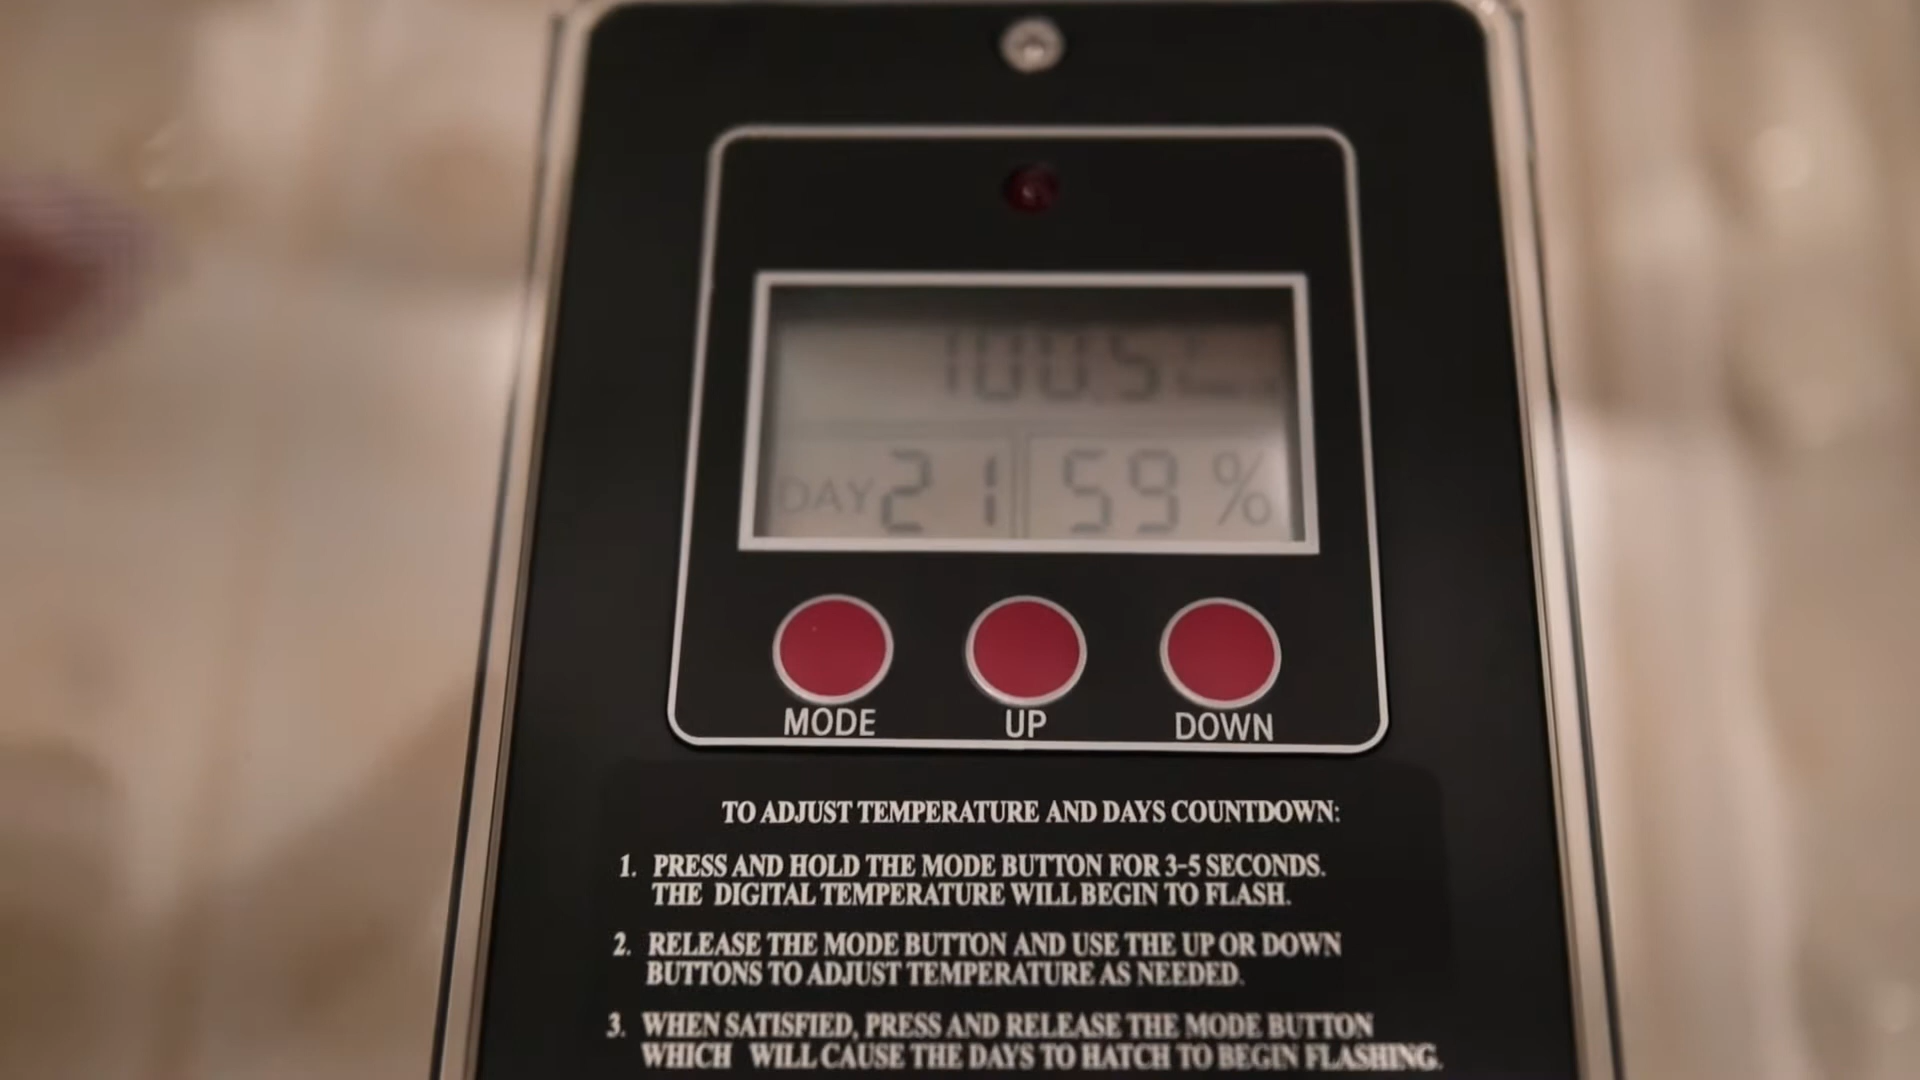 100.5
DAY 21 59 %
MODE UP DOWN
TO ADJUST TEMPERATURE AND DAYS COUNTDOWN:
1. PRESS AND HOLD THE MODE BUTTON FOR 3-5 SECONDS.
THE DIGITAL TEMPERATURE WILL BEGIN TO FLASH.
2. RELEASE THE MODE BUTTON AND USE THE UP OR DOWN
BUTTONS TO ADJUST TEMPERATURE AS NEEDED.
3. WHEN SATISFIED, PRESS AND RELEASE THE MODE BUTTON
WHICH WILL CAUSE THE DAYS TO HATCH TO BEGIN FLASHING.